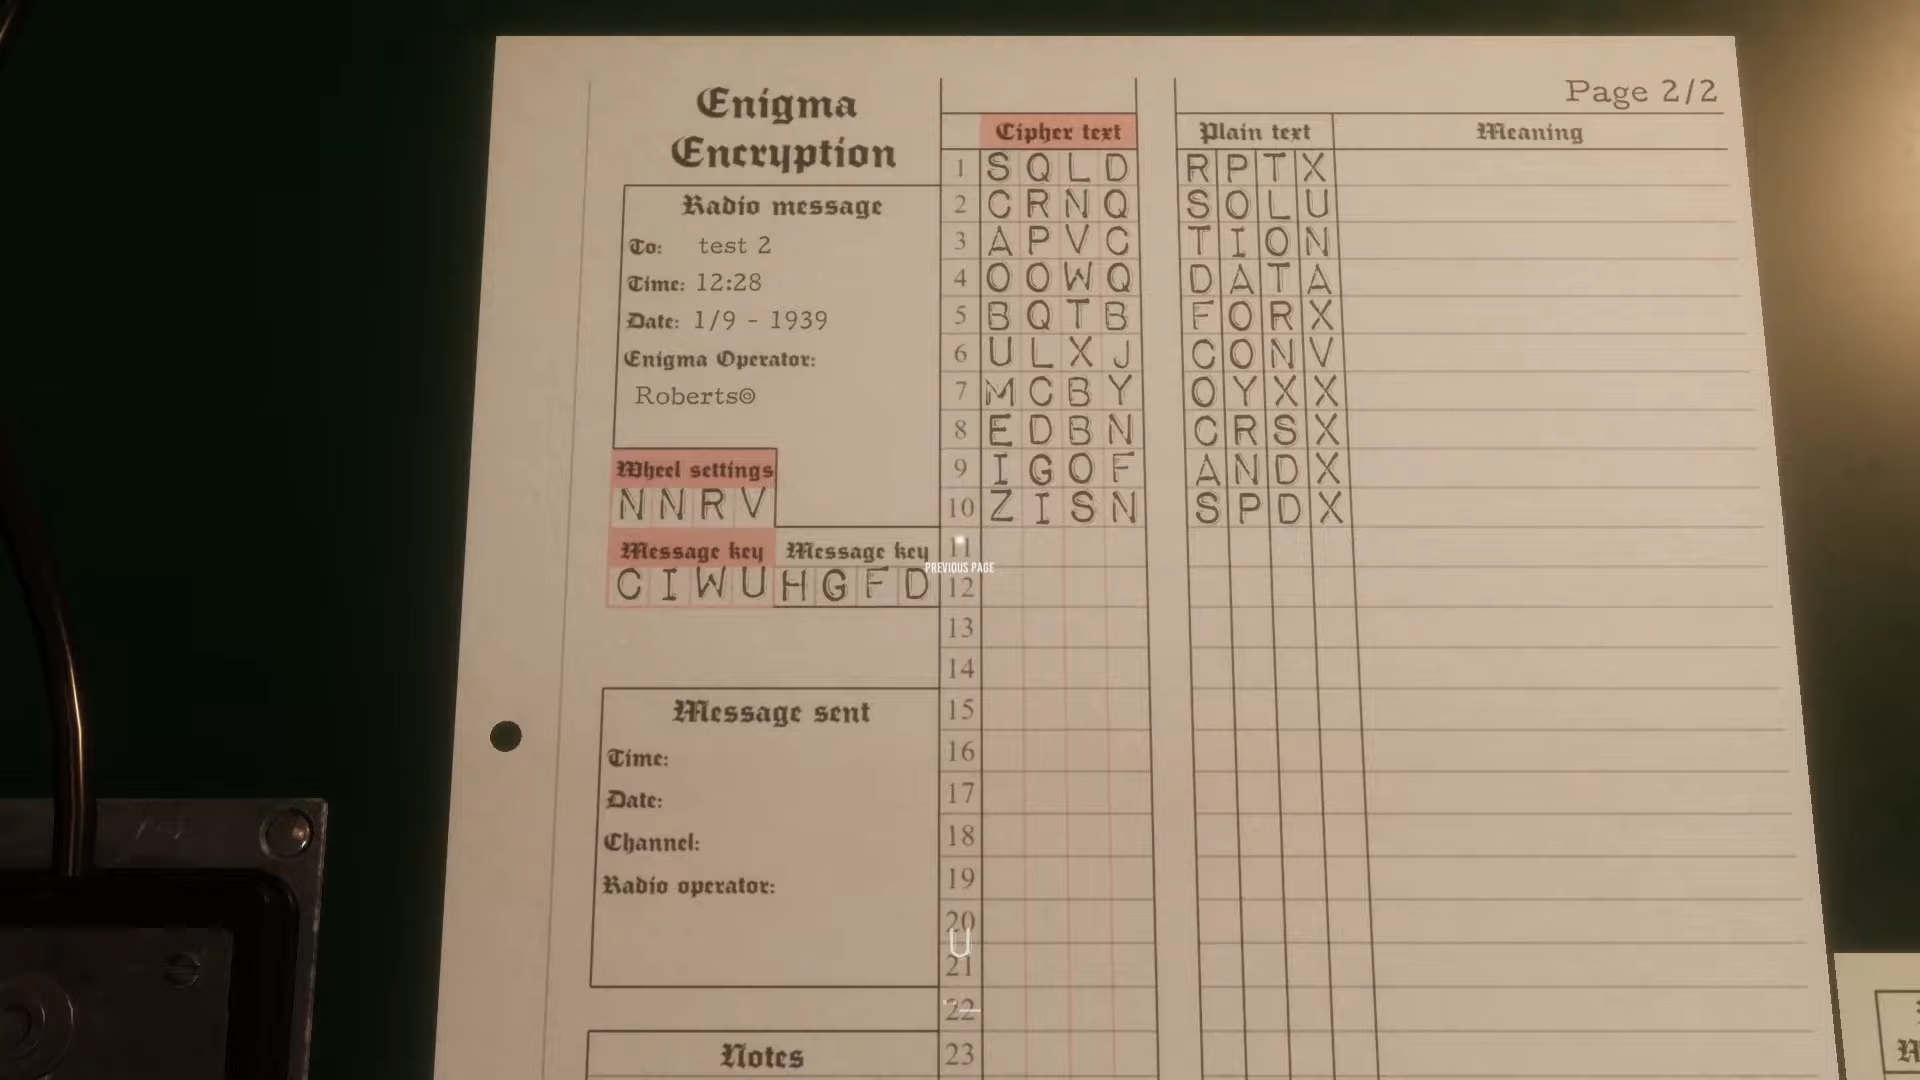 Page 2/2
Enigma
Encryption
Radio message
To: test 2
Time: 12:28
Date: 1/9 - 1939
Enigma Operator:
Roberts©
Wheel settings
N N R V
Message key Message key
C I W U H G F D
Message sent
Time:
Date:
Channel:
Radio operator:
Notes
Cipher text Plain text Meaning
1 S Q L D R P T X
2 C R N Q S O L U
3 A P V C T I O N
4 O O W Q D A T A
5 B Q T B F O R X
6 U L X J C O N V
7 M C B Y O Y X X
8 E D B N C R S X
9 I G O F A N D X
10 Z I S N S P D X
11
PREVIOUS PAGE
12
13
14
15
16
17
18
19
20
U
21
22
23